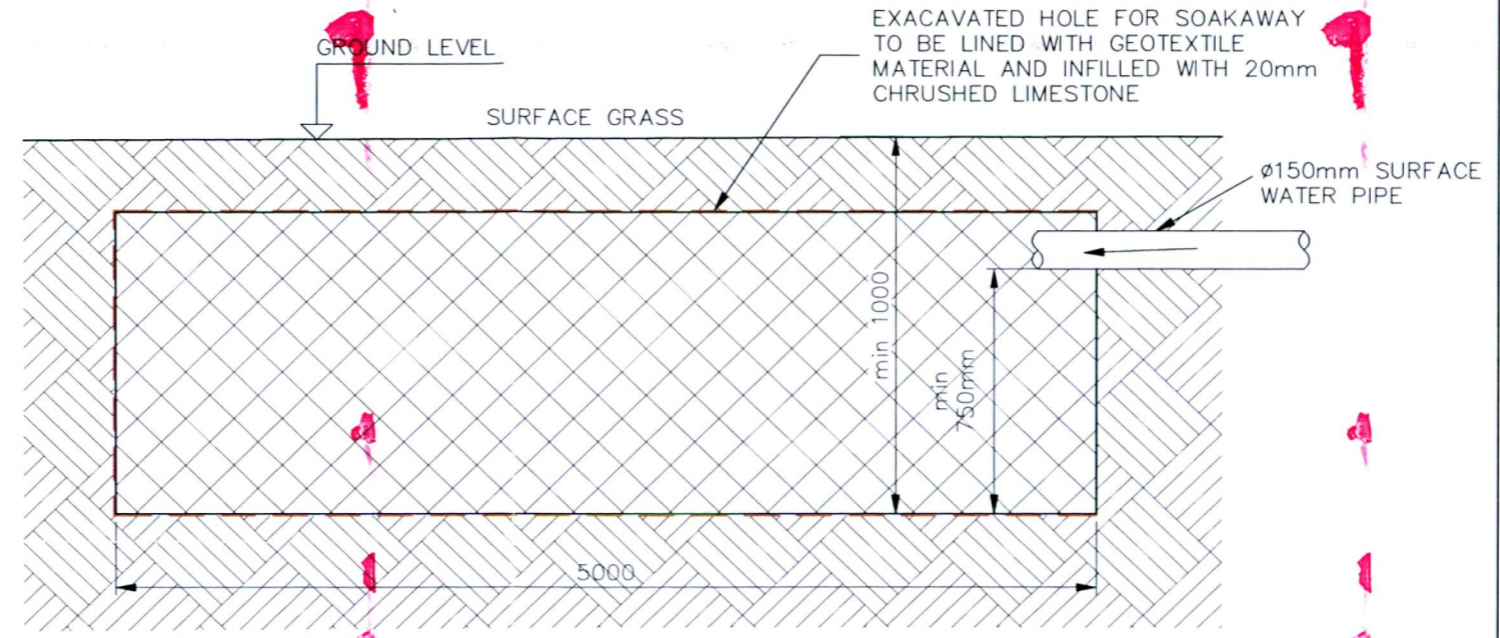 GROUND LEVEL
EXACAVATED HOLE FOR SOAKAWAY
TO BE LINED WITH GEOTEXTILE
MATERIAL AND INFILLED WITH 20mm
CHRUSHED LIMESTONE
SURFACE GRASS
ø150mm SURFACE
WATER PIPE
min 1000
min
750mm
5000